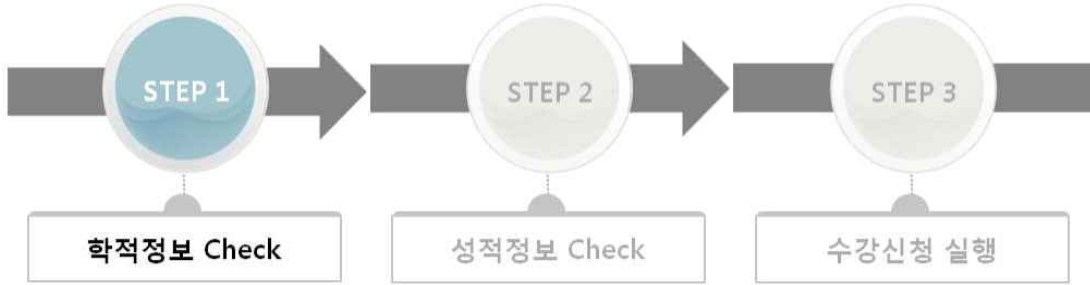 STEP 1
STEP 2
STEP 3
학적정보 Check
성적정보 Check
수강신청 실행